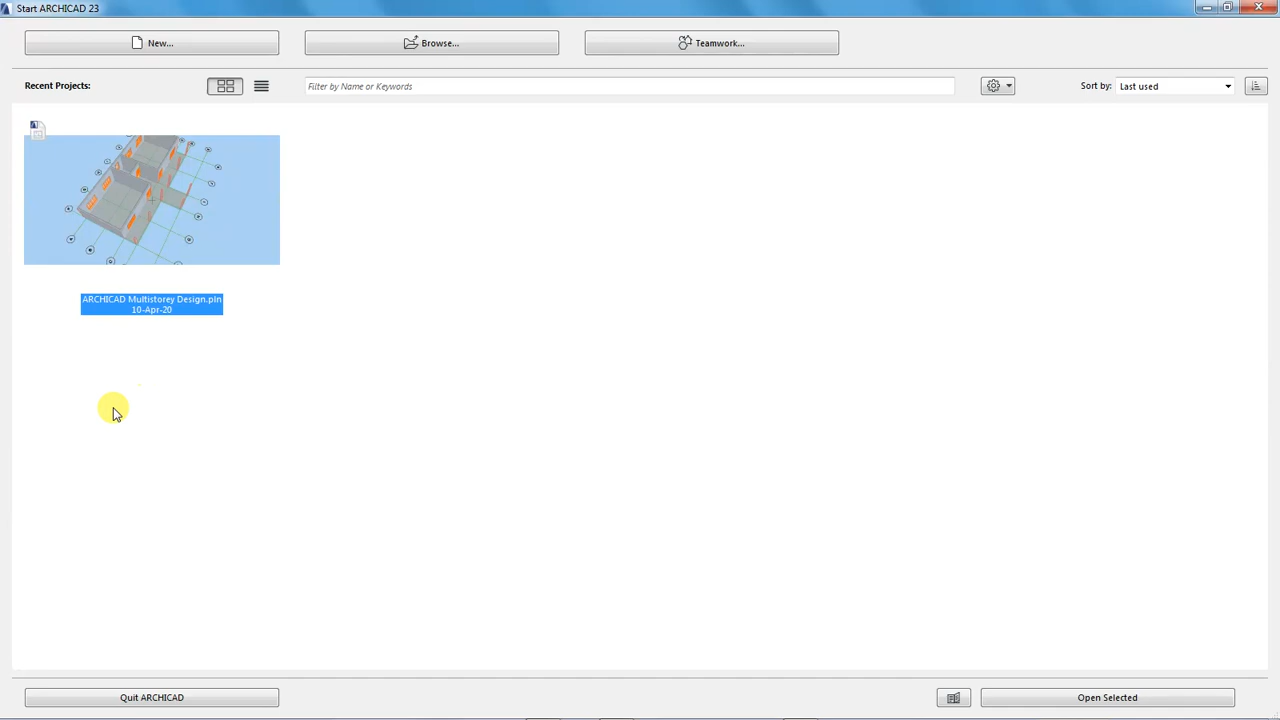 Start ARCHICAD 23
New...
Browse...
Teamwork...
Recent Projects:
Filter by Name or Keywords
Sort by:
Last used
ARCHICAD Multistorey Design.pln
10-Apr-20
Quit ARCHICAD
Open Selected